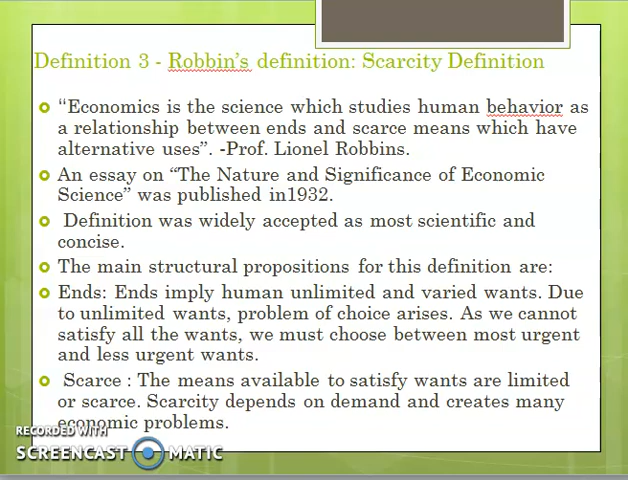 Definition 3 - Robbin's definition: Scarcity Definition
“Economics is the science which studies human behavior as
a relationship between ends and scarce means which have
alternative uses”. -Prof. Lionel Robbins.
An essay on “The Nature and Significance of Economic
Science” was published in1932.
Definition was widely accepted as most scientific and
concise.
The main structural propositions for this definition are:
Ends: Ends imply human unlimited and varied wants. Due
to unlimited wants, problem of choice arises. As we cannot
satisfy all the wants, we must choose between most urgent
and less urgent wants.
Scarce : The means available to satisfy wants are limited
or scarce. Scarcity depends on demand and creates many
economic problems.
RECORDED WITH
SCREENCAST MATIC